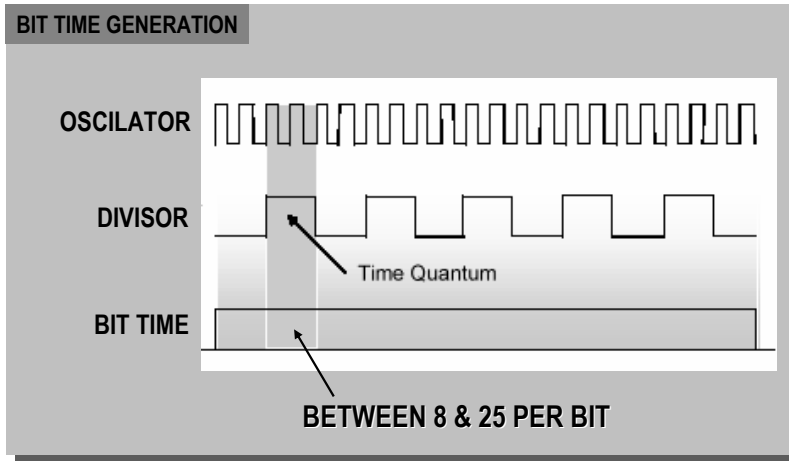 BIT TIME GENERATION
OSCILATOR
DIVISOR
Time Quantum
BIT TIME
BETWEEN 8 & 25 PER BIT